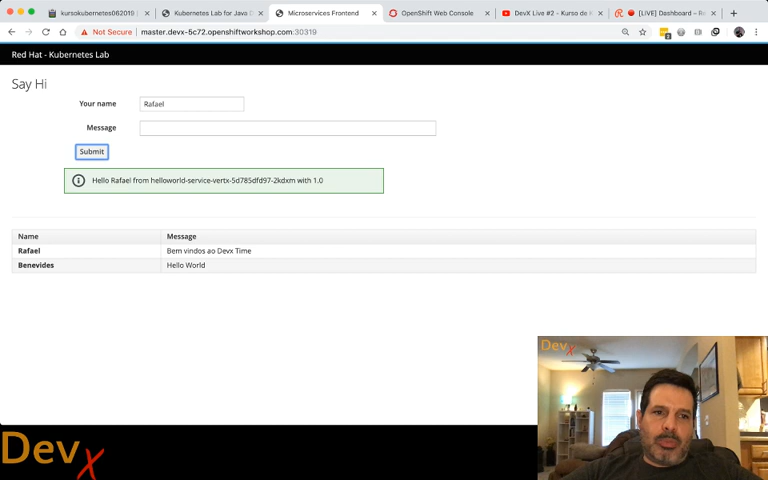 kursokubernetes062019
Kubernetes Lab for Java D
Microservices Frontend
OpenShift Web Console
DevX Live #2 - Kurso de K
[LIVE] Dashboard – Re
Not Secure
master.devx-5c72.openshiftworkshop.com:30319
Red Hat - Kubernetes Lab
Say Hi
Your name
Rafael
Message
Submit
Hello Rafael from helloworld-service-vertx-5d785dfd97-2kdxm with 1.0
Name Message
Rafael Bem vindos ao Devx Time
Benevides Hello World
Devx
Devx